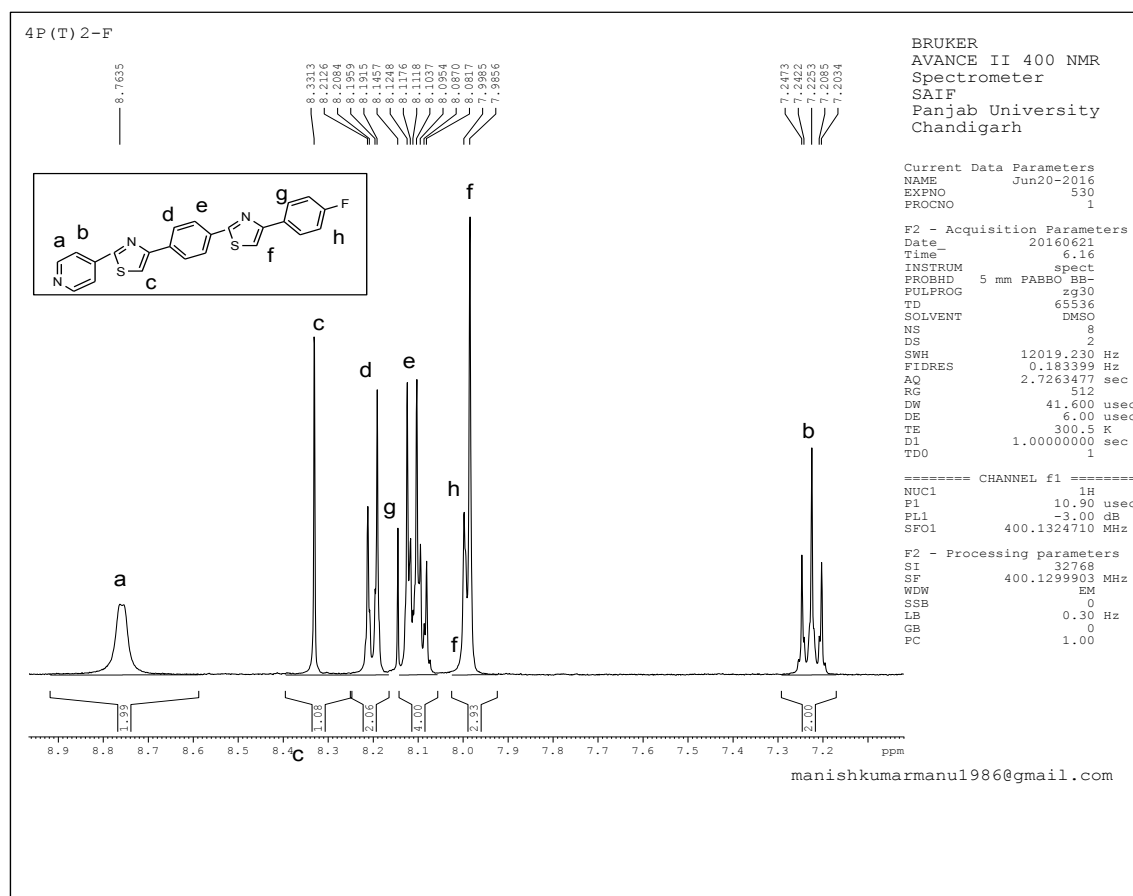 4P(T)2-F
8.7635
8.3313
8.2126
8.2084
8.1959
8.1915
8.1457
8.1248
8.1176
8.1118
8.1037
8.0954
8.0870
8.0817
7.9985
7.9856
7.2473
7.2422
7.2253
7.2085
7.2034
BRUKER
AVANCE II 400 NMR
Spectrometer
SAIF
Panjab University
Chandigarh
Current Data Parameters
NAME Jun20-2016
EXPNO 530
PROCNO 1
F2 - Acquisition Parameters
Date_ 20160621
Time 6.16
INSTRUM spect
PROBHD 5 mm PABBO BB-
PULPROG zg30
TD 65536
SOLVENT DMSO
NS 8
DS 2
SWH 12019.230 Hz
FIDRES 0.183399 Hz
AQ 2.7263477 sec
RG 512
DW 41.600 usec
DE 6.00 usec
TE 300.5 K
D1 1.00000000 sec
TD0 1
======== CHANNEL f1 ========
NUC1 1H
P1 10.90 usec
PL1 -3.00 dB
SFO1 400.1324710 MHz
F2 - Processing parameters
SI 32768
SF 400.1299903 MHz
WDW EM
SSB 0
LB 0.30 Hz
GB 0
PC 1.00
a b N S c d e N S f g h F N
a
c
d
g
e
h
f
f
b
1.99
1.08
2.06
4.00
2.93
2.00
8.9 8.8 8.7 8.6 8.5 8.4 8.3 8.2 8.1 8.0 7.9 7.8 7.7 7.6 7.5 7.4 7.3 7.2 ppm
c
manishkumarmanu1986@gmail.com